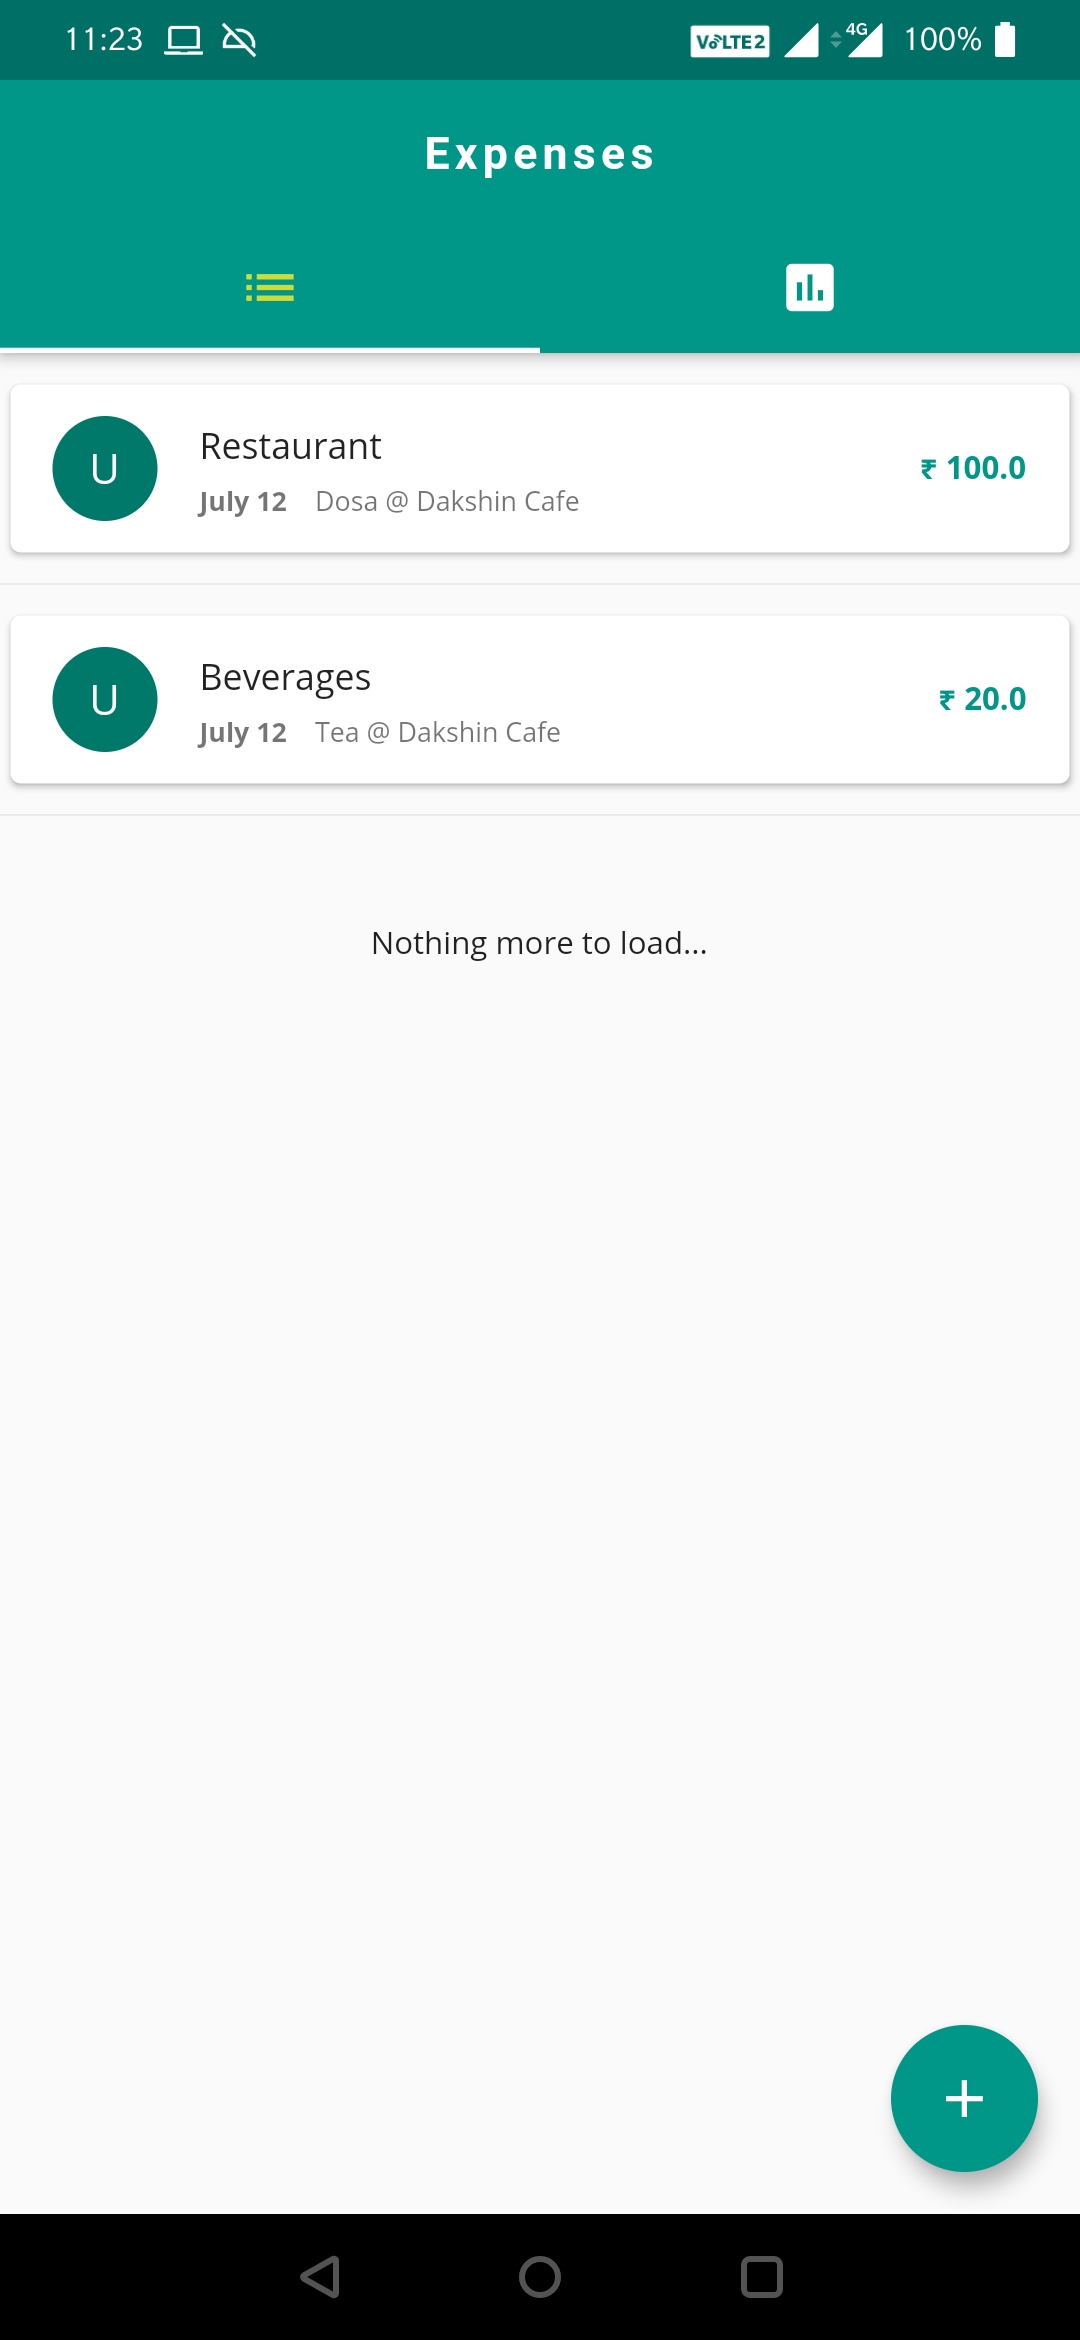 11:23 VoLTE2 4G 100%
Expenses
U Restaurant ₹ 100.0
July 12 Dosa @ Dakshin Cafe
U Beverages ₹ 20.0
July 12 Tea @ Dakshin Cafe
Nothing more to load...
+